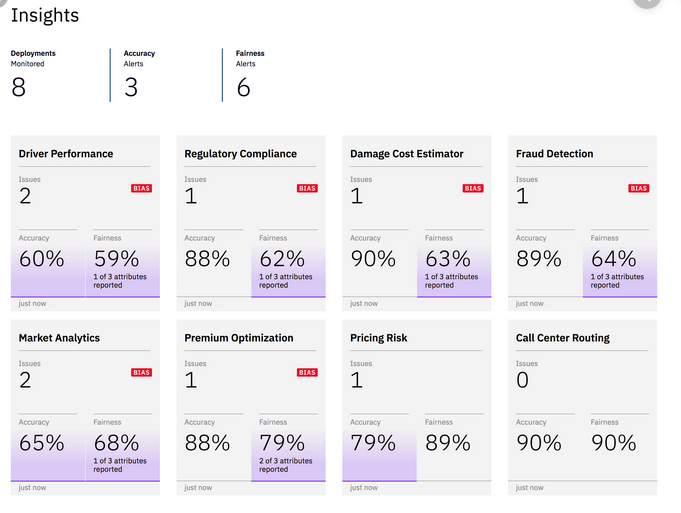 Insights
Deployments
Monitored
8
Accuracy
Alerts
3
Fairness
Alerts
6
Driver Performance
Issues
2
BIAS
Accuracy
60%
Fairness
59%
1 of 3 attributes
reported
just now
Regulatory Compliance
Issues
1
BIAS
Accuracy
88%
Fairness
62%
1 of 3 attributes
reported
just now
Damage Cost Estimator
Issues
1
BIAS
Accuracy
90%
Fairness
63%
1 of 3 attributes
reported
just now
Fraud Detection
Issues
1
BIAS
Accuracy
89%
Fairness
64%
1 of 3 attributes
reported
just now
Market Analytics
Issues
2
BIAS
Accuracy
65%
Fairness
68%
1 of 3 attributes
reported
just now
Premium Optimization
Issues
1
BIAS
Accuracy
88%
Fairness
79%
2 of 3 attributes
reported
just now
Pricing Risk
Issues
1
Accuracy
79%
Fairness
89%
just now
Call Center Routing
Issues
0
Accuracy
90%
Fairness
90%
just now